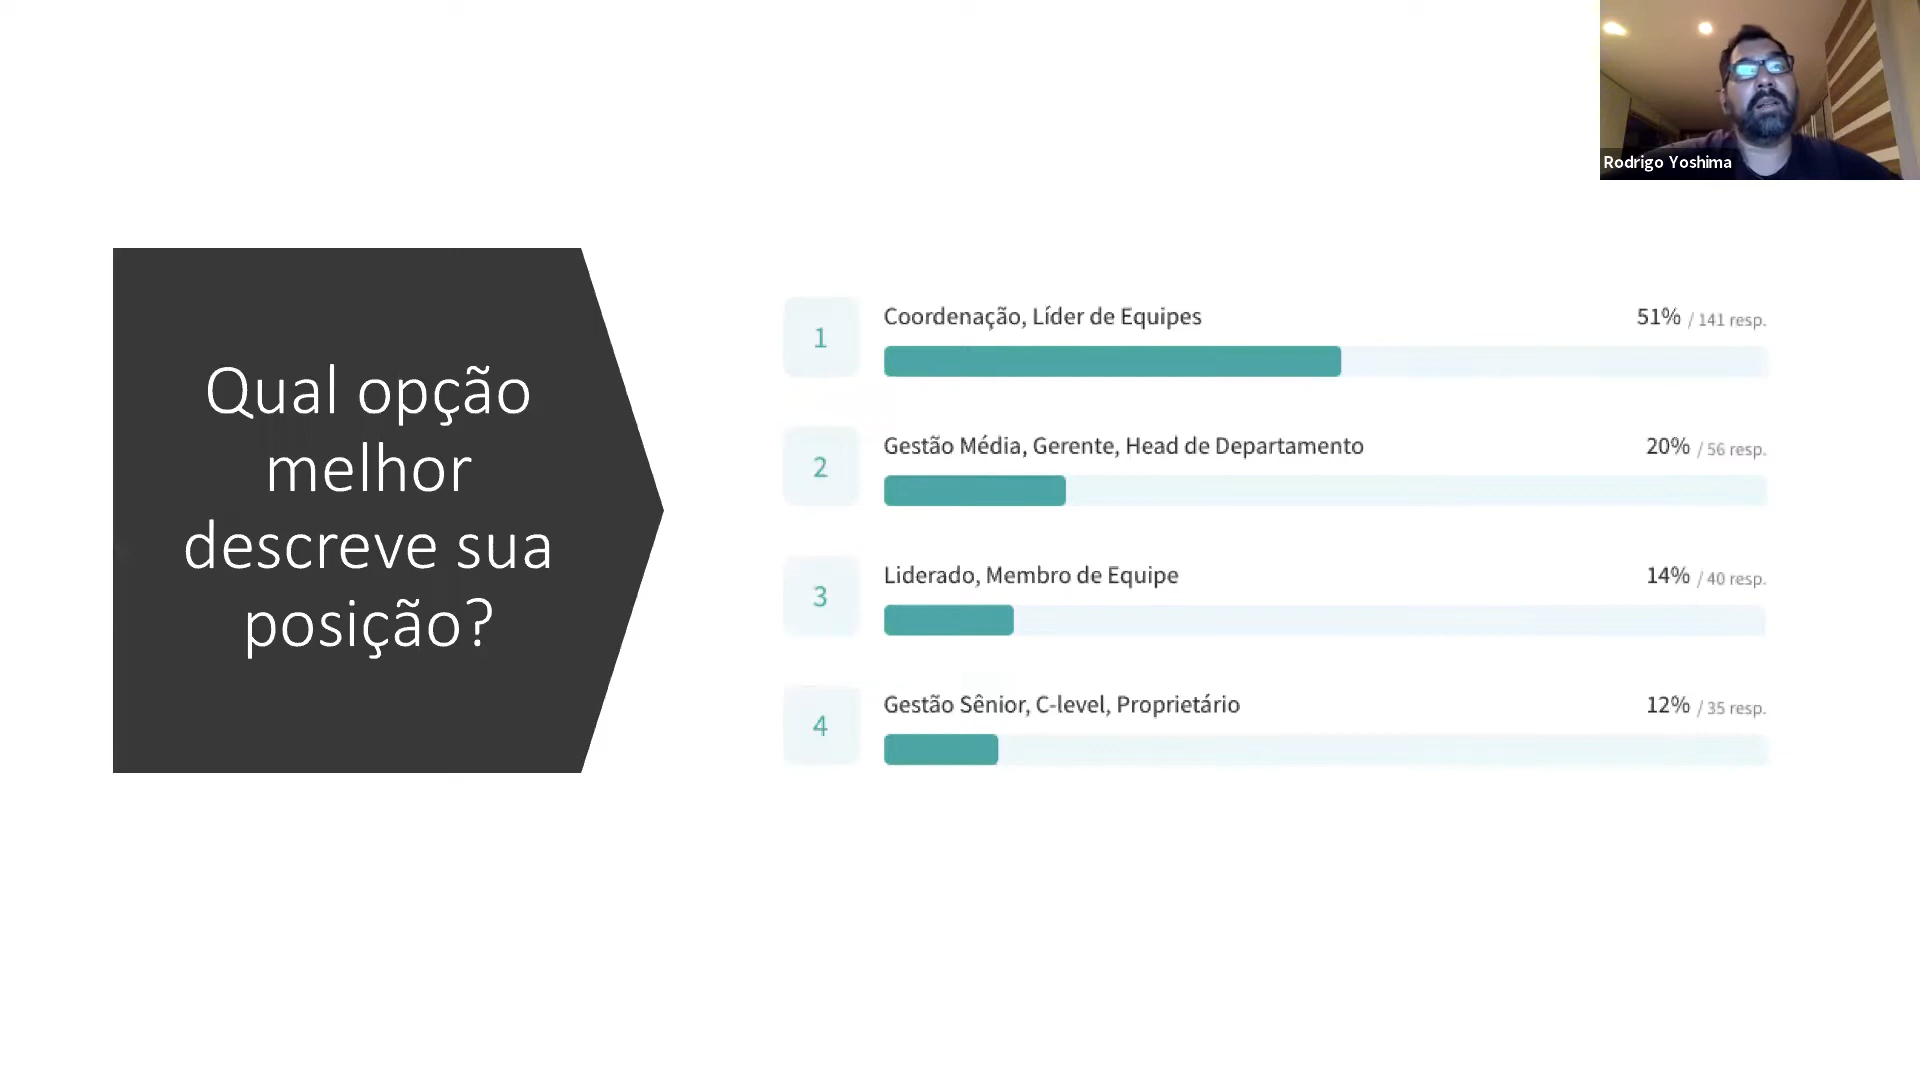 Rodrigo Yoshima
Qual opção
melhor
descreve sua
posição?
1
Coordenação, Líder de Equipes
51% / 141 resp.
2
Gestão Média, Gerente, Head de Departamento
20% / 56 resp.
3
Liderado, Membro de Equipe
14% / 40 resp.
4
Gestão Sênior, C-level, Proprietário
12% / 35 resp.